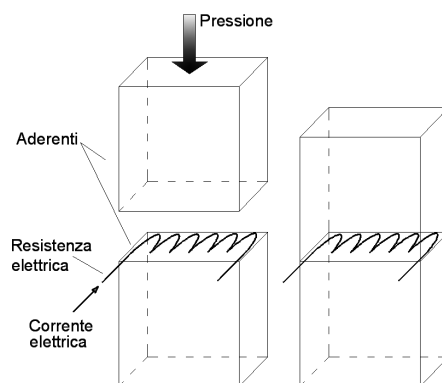 Pressione
Aderenti
Resistenza
elettrica
Corrente
elettrica